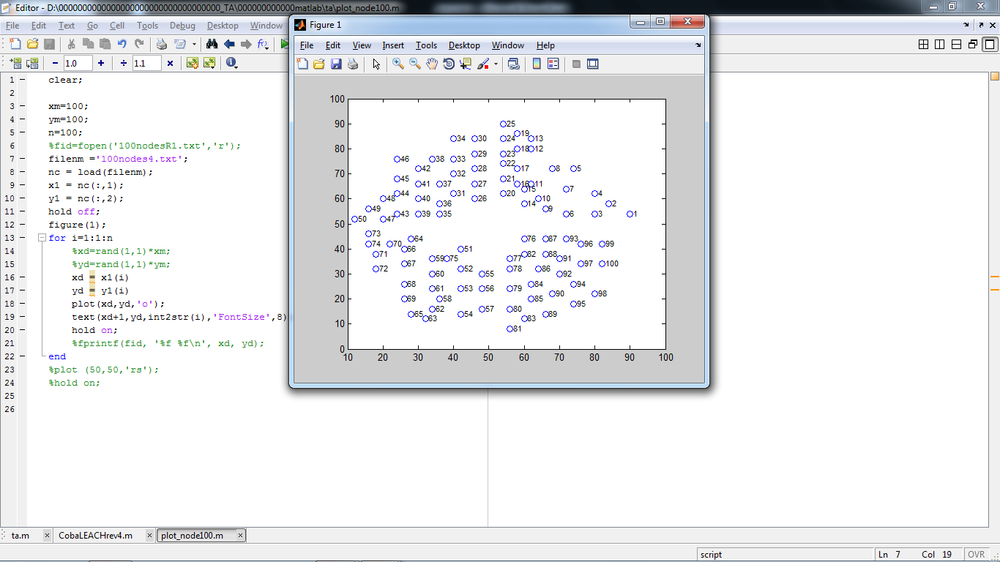 Editor - D:\000000000000000000000000000000000_TA\000000000000matlab\ta\plot_node100.m
File Edit Text Go Cell Tools Debug Desktop Window
1.0 1.1
1 clear;
2
3 xm=100;
4 ym=100;
5 n=100;
6 %fid=fopen('100nodesR1.txt','r');
7 filenm ='100nodes4.txt';
8 nc = load(filenm);
9 x1 = nc(:,1);
10 y1 = nc(:,2);
11 hold off;
12 figure(1);
13 for i=1:1:n
14 %xd=rand(1,1)*xm;
15 %yd=rand(1,1)*ym;
16 xd = x1(i)
17 yd = y1(i)
18 plot(xd,yd,'o');
19 text(xd+1,yd,int2str(i),'FontSize',8)
20 hold on;
21 %fprintf(fid, '%f %f\n', xd, yd);
22 end
23 %plot (50,50,'rs');
24 %hold on;
25
26
Figure 1
File Edit View Insert Tools Desktop Window Help
100
90 25
19
34 30 24 13
18 12
29 23
46 38 33 22
42 28 17 8 5
32
45 21
41 37 27 16 11
15 7
44 31 20 4
48 40 26 10
36 14 2
49 9
43 39 35 6 3 1
50 47
73
64 76 87 93
74 70 96 99
66 51
71 82 88
59 75 77 91
67 97 100
72 52 78 86
60 55 92
68 84 94
61 53 56 79
90 98
69 58 85
95
62 57 80
65 54 89
63 83
81
80
70
60
50
40
30
20
10
0
10 20 30 40 50 60 70 80 90 100
ta.m CobaLEACHrev4.m plot_node100.m
script Ln 7 Col 19 OVR